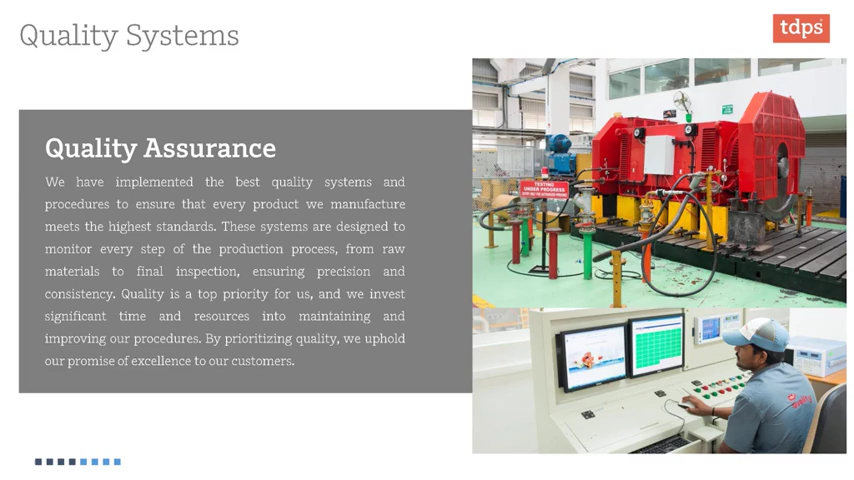 Quality Systems
tdps
Quality Assurance
We have implemented the best quality systems and
procedures to ensure that every product we manufacture
meets the highest standards. These systems are designed to
monitor every step of the production process, from raw
materials to final inspection, ensuring precision and
consistency. Quality is a top priority for us, and we invest
significant time and resources into maintaining and
improving our procedures. By prioritizing quality, we uphold
our promise of excellence to our customers.
TESTING
UNDER PROGRESS